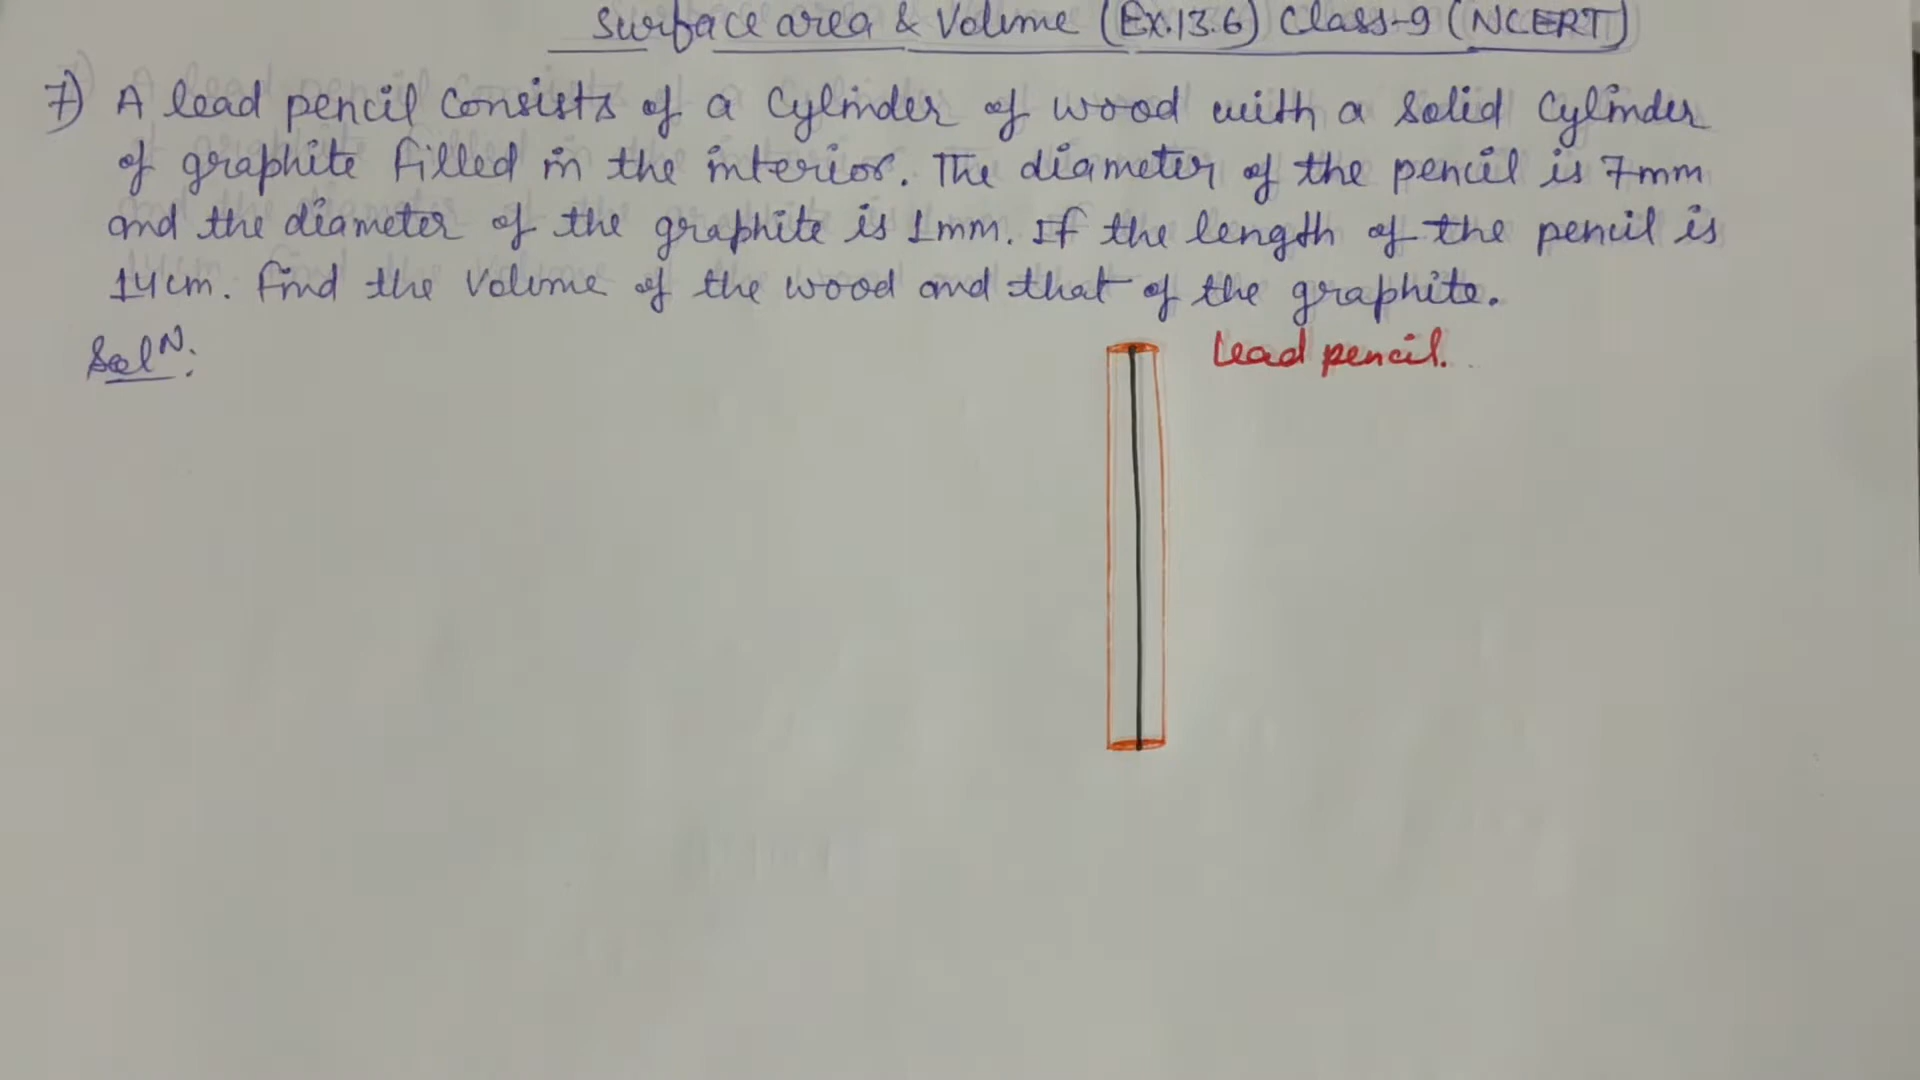 Surface area & Volume (Ex.13.6) Class-9 (NCERT)
7) A lead pencil consists of a cylinder of wood with a solid cylinder
of graphite filled in the interior. The diameter of the pencil is 7mm
and the diameter of the graphite is 1mm. If the length of the pencil is
14cm. find the volume of the wood and that of the graphite.
Solᴺ:
Lead pencil.